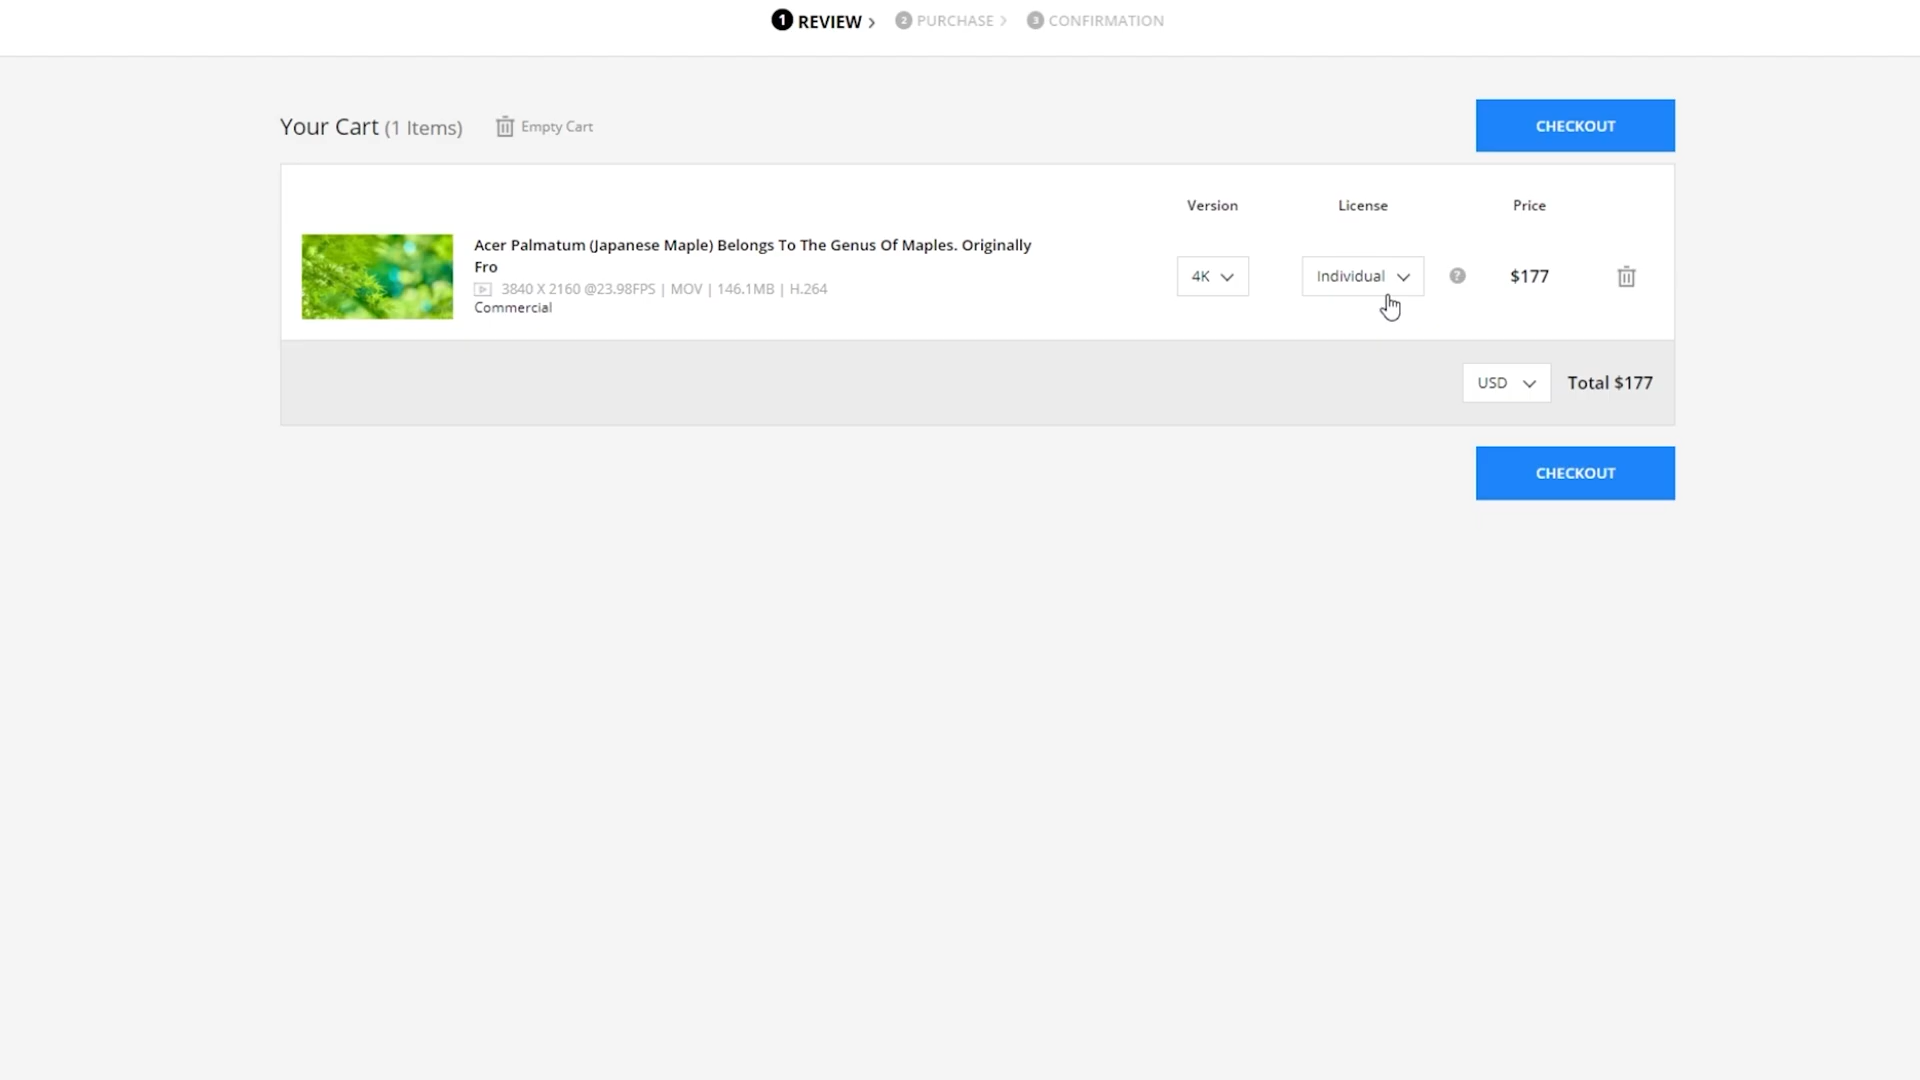 1 REVIEW > 2 PURCHASE > 3 CONFIRMATION
Your Cart (1 Items) Empty Cart CHECKOUT
Version License Price
Acer Palmatum (Japanese Maple) Belongs To The Genus Of Maples. Originally
Fro
4K Individual ? $177
3840 X 2160 @23.98FPS | MOV | 146.1MB | H.264
Commercial
USD Total $177
CHECKOUT